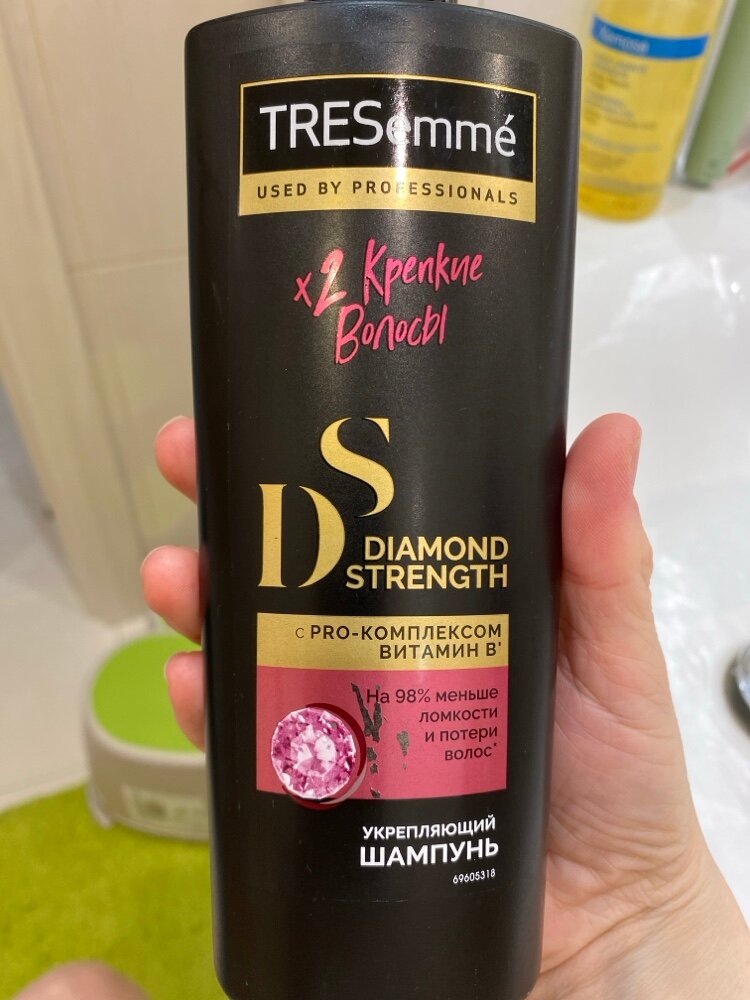 TRESemmé
USED BY PROFESSIONALS
x2 Крепкие
Волосы
DS
DIAMOND
STRENGTH
с PRO-КОМПЛЕКСОМ
ВИТАМИН В¹
На 98% меньше
ломкости
и потери
волос*
УКРЕПЛЯЮЩИЙ
ШАМПУНЬ
69605318